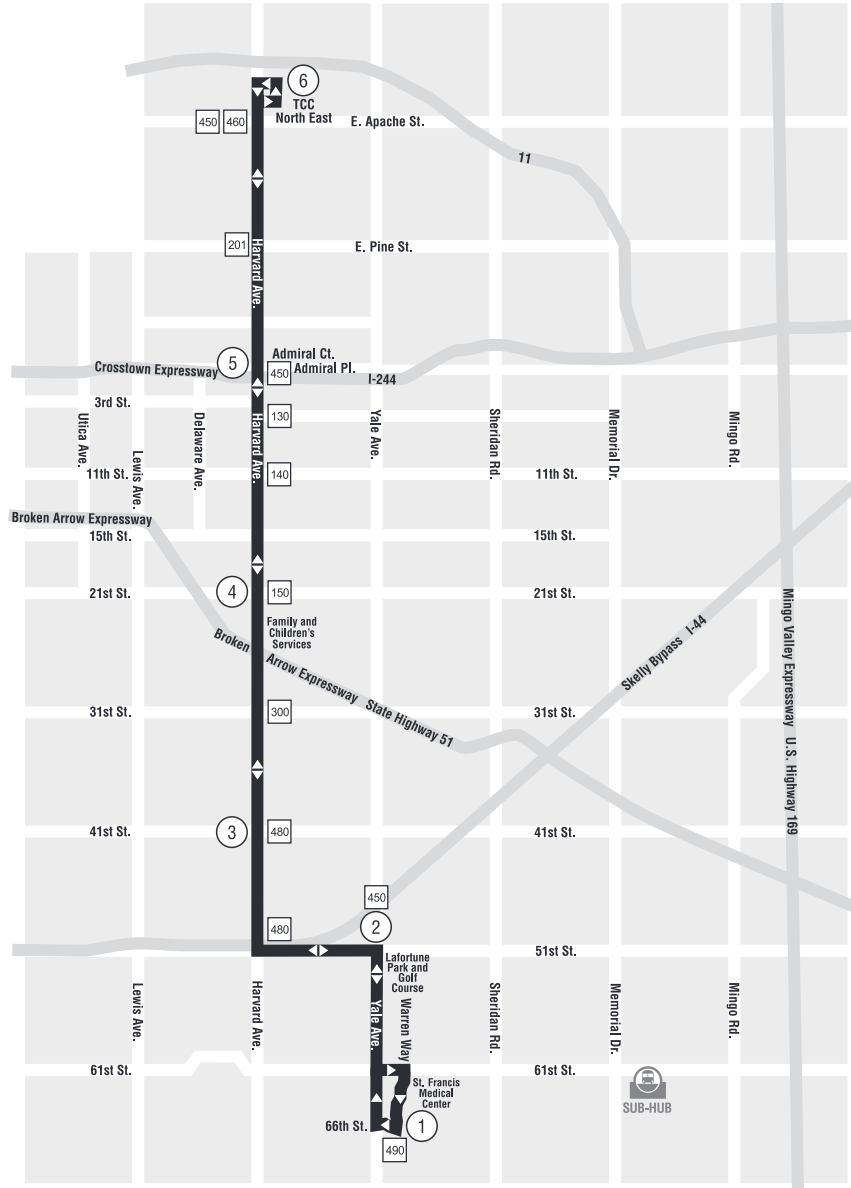 6
TCC
North East
450
460
E. Apache St.
11
201
Harvard Ave.
E. Pine St.
5
Admiral Ct.
Admiral Pl.
Crosstown Expressway
450
I-244
3rd St.
130
Utica Ave.
Delaware Ave.
Harvard Ave.
Yale Ave.
Sheridan Rd.
Memorial Dr.
Mingo Rd.
Lewis Ave.
11th St.
140
11th St.
Broken Arrow Expressway
15th St.
15th St.
21st St.
4
150
21st St.
Family and
Children's
Services
Broken Arrow Expressway State Highway 51
Skelly Bypass I-44
Mingo Valley Expressway U.S. Highway 169
31st St.
300
31st St.
41st St.
3
480
41st St.
450
480
2
51st St.
Lafortune
Park and
Golf
Course
Lewis Ave.
Harvard Ave.
Yale Ave.
Warren Way
Sheridan Rd.
Memorial Dr.
Mingo Rd.
61st St.
61st St.
St. Francis
Medical
Center
SUB-HUB
66th St.
1
490